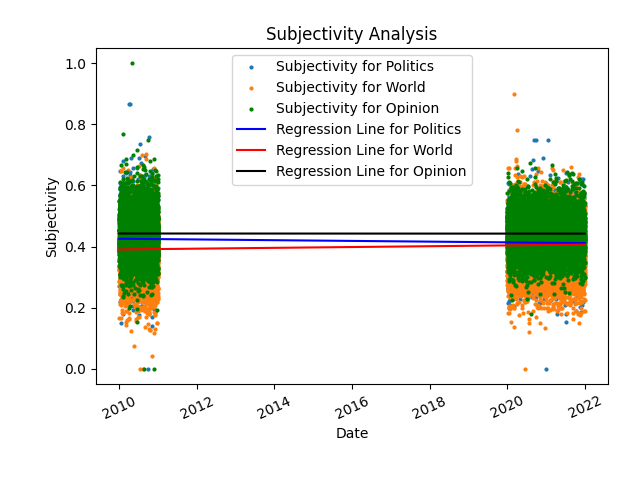 Subjectivity Analysis
Subjectivity for Politics
Subjectivity for World
Subjectivity for Opinion
Regression Line for Politics
Regression Line for World
Regression Line for Opinion
Subjectivity
1.0
0.8
0.6
0.4
0.2
0.0
2010 2012 2014 2016 2018 2020 2022
Date